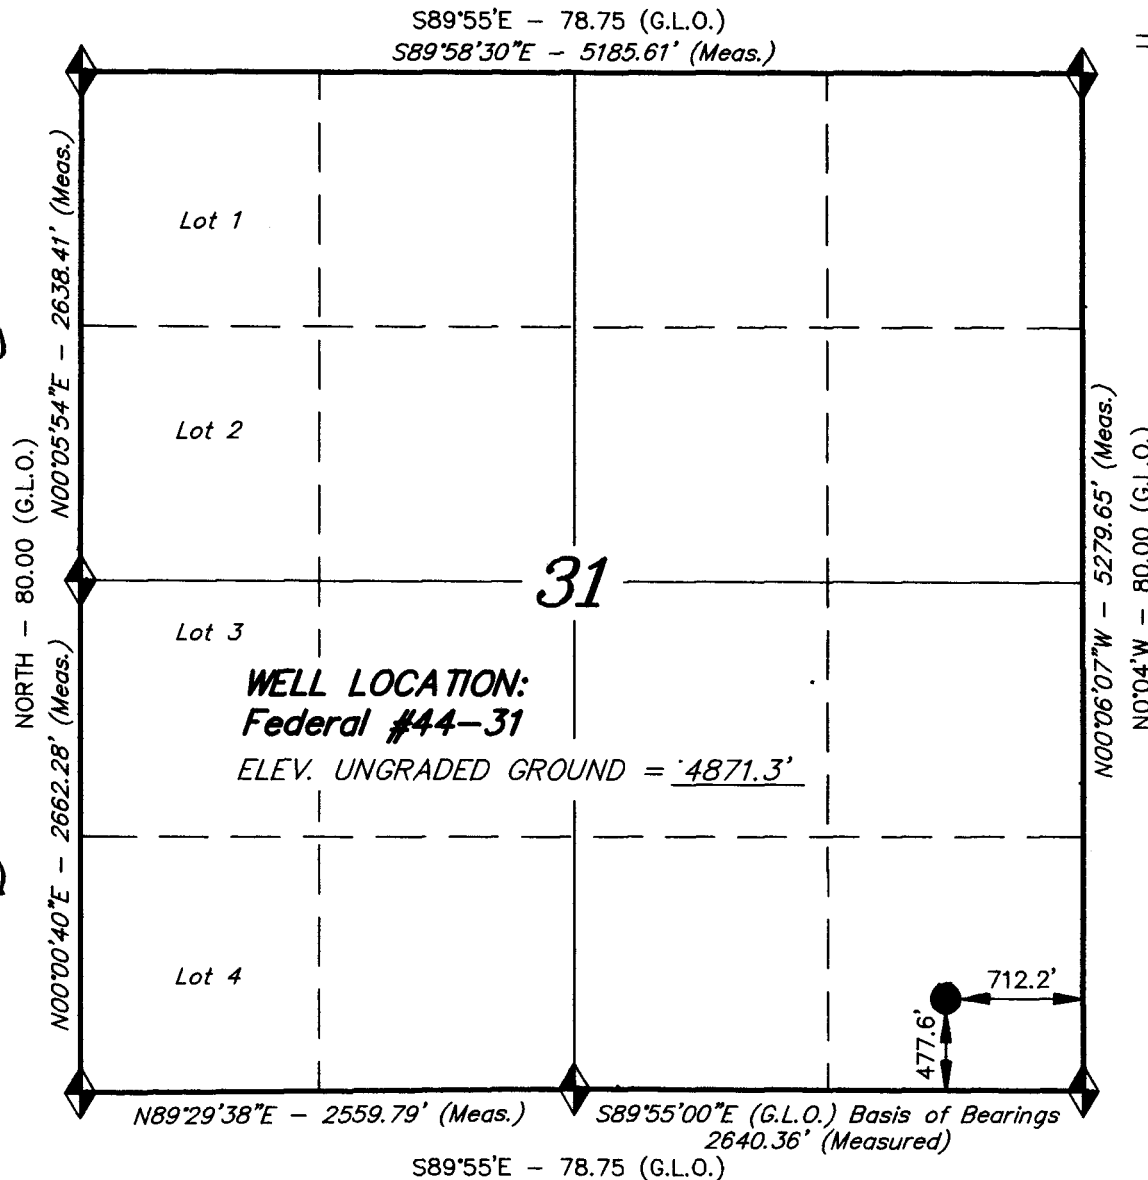 S89°55'E – 78.75 (G.L.O.)
S89°58'30"E – 5185.61' (Meas.)
Lot 1
N00°05'54"E – 2638.41' (Meas.)
Lot 2
NORTH – 80.00 (G.L.O.)
N00°06'07"W – 5279.65' (Meas.)
N0°04'W – 80.00 (G.L.O.)
31
Lot 3
WELL LOCATION:
Federal #44–31
ELEV. UNGRADED GROUND = 4871.3'
N00°00'40"E – 2662.28' (Meas.)
Lot 4
712.2'
477.6'
N89°29'38"E – 2559.79' (Meas.)
S89°55'00"E (G.L.O.) Basis of Bearings
2640.36' (Measured)
S89°55'E – 78.75 (G.L.O.)